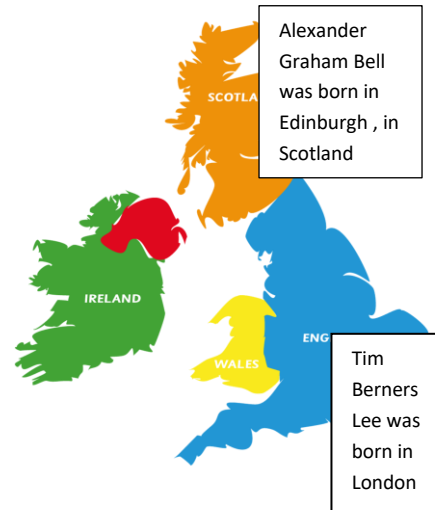 Alexander
Graham Bell
was born in
Edinburgh , in
Scotland
SCOTLA
IRELAND
WALES
ENG
Tim
Berners
Lee was
born in
London